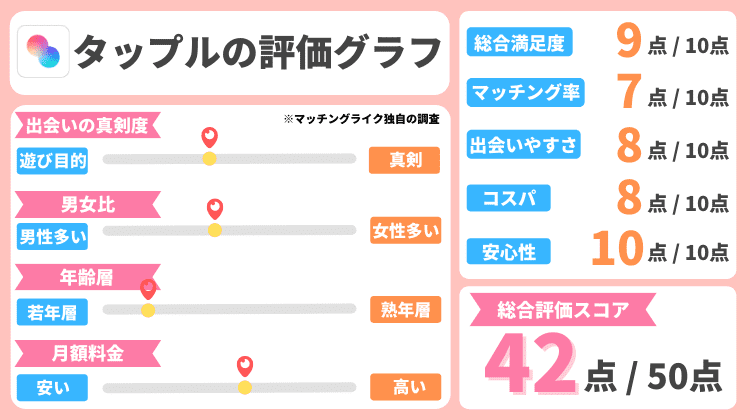 タップルの評価グラフ
※マッチングライク独自の調査
出会いの真剣度
遊び目的 真剣
男女比
男性多い 女性多い
年齢層
若年層 熟年層
月額料金
安い 高い
総合満足度 9点 / 10点
マッチング率 7点 / 10点
出会いやすさ 8点 / 10点
コスパ 8点 / 10点
安心性 10点 / 10点
総合評価スコア
42点 / 50点